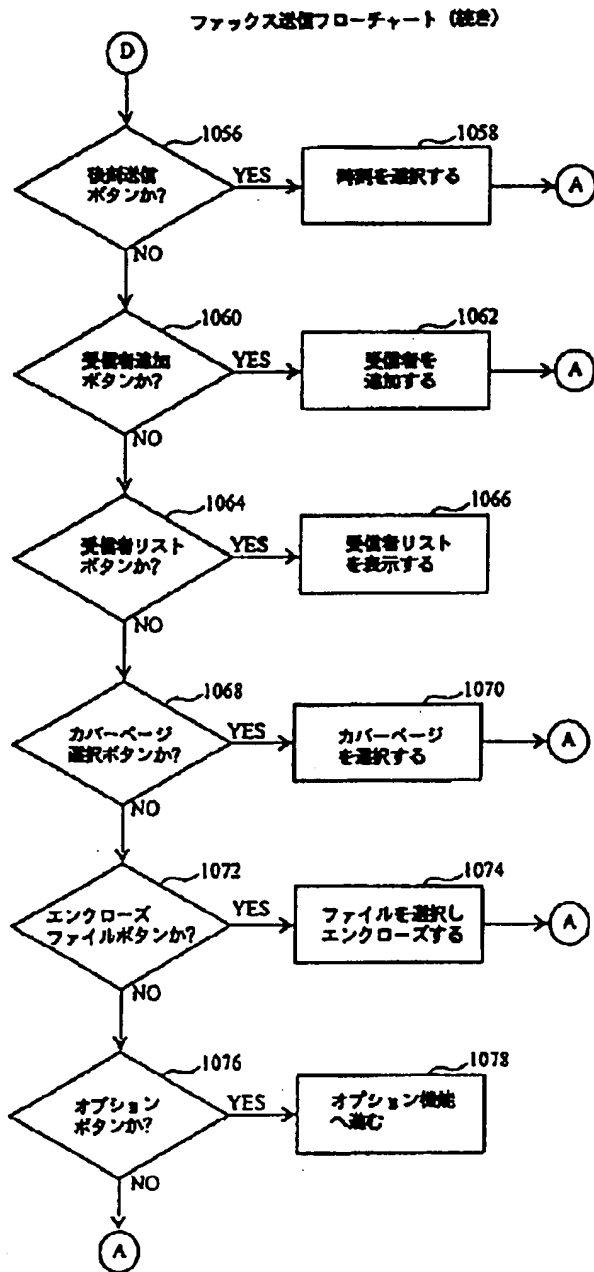 ファックス送信フローチャート (続き)
D
1056
後刻送信
ボタンか?
YES
1058
時刻を選択する
A
NO
1060
受信者追加
ボタンか?
YES
1062
受信者を
追加する
A
NO
1064
受信者リスト
ボタンか?
YES
1066
受信者リスト
を表示する
NO
1068
カバーページ
選択ボタンか?
YES
1070
カバーページ
を選択する
A
NO
1072
エンクローズ
ファイルボタンか?
YES
1074
ファイルを選択し
エンクローズする
A
NO
1076
オプション
ボタンか?
YES
1078
オプション機能
へ進む
NO
A